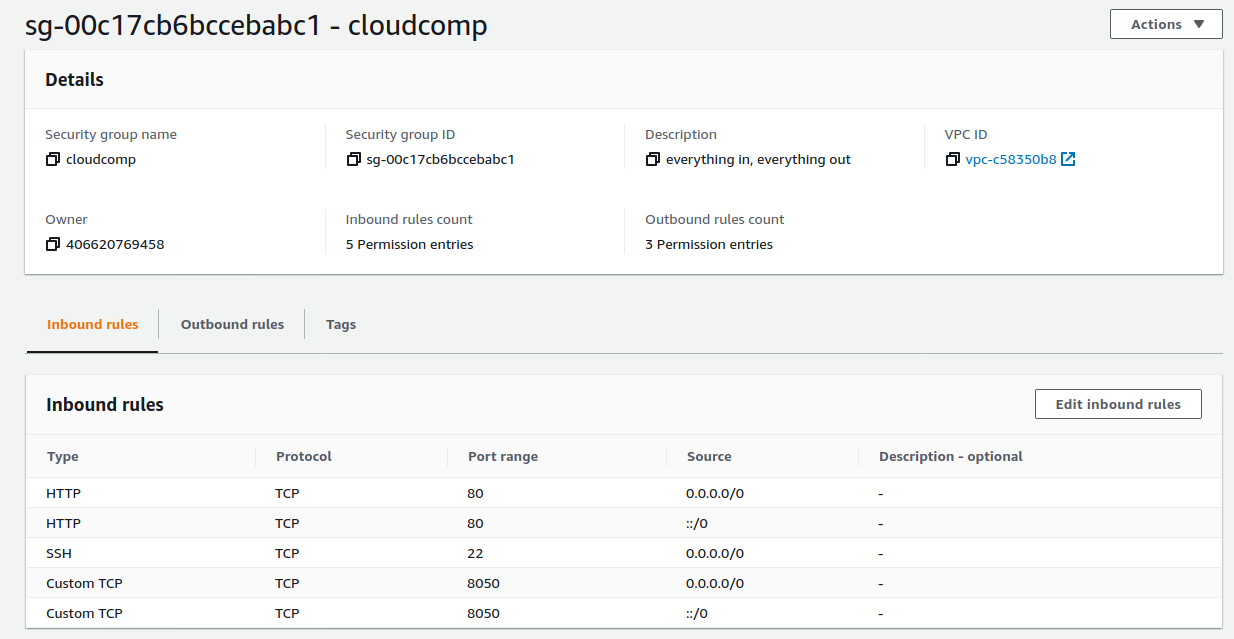 sg-00c17cb6bccebabc1 - cloudcomp
Actions
Details
Security group name
Security group ID
Description
VPC ID
cloudcomp
sg-00c17cb6bccebabc1
everything in, everything out
vpc-c58350b8
Owner
Inbound rules count
Outbound rules count
406620769458
5 Permission entries
3 Permission entries
Inbound rules
Outbound rules
Tags
Inbound rules
Edit inbound rules
Type Protocol Port range Source Description - optional
HTTP TCP 80 0.0.0.0/0 -
HTTP TCP 80 ::/0 -
SSH TCP 22 0.0.0.0/0 -
Custom TCP TCP 8050 0.0.0.0/0 -
Custom TCP TCP 8050 ::/0 -